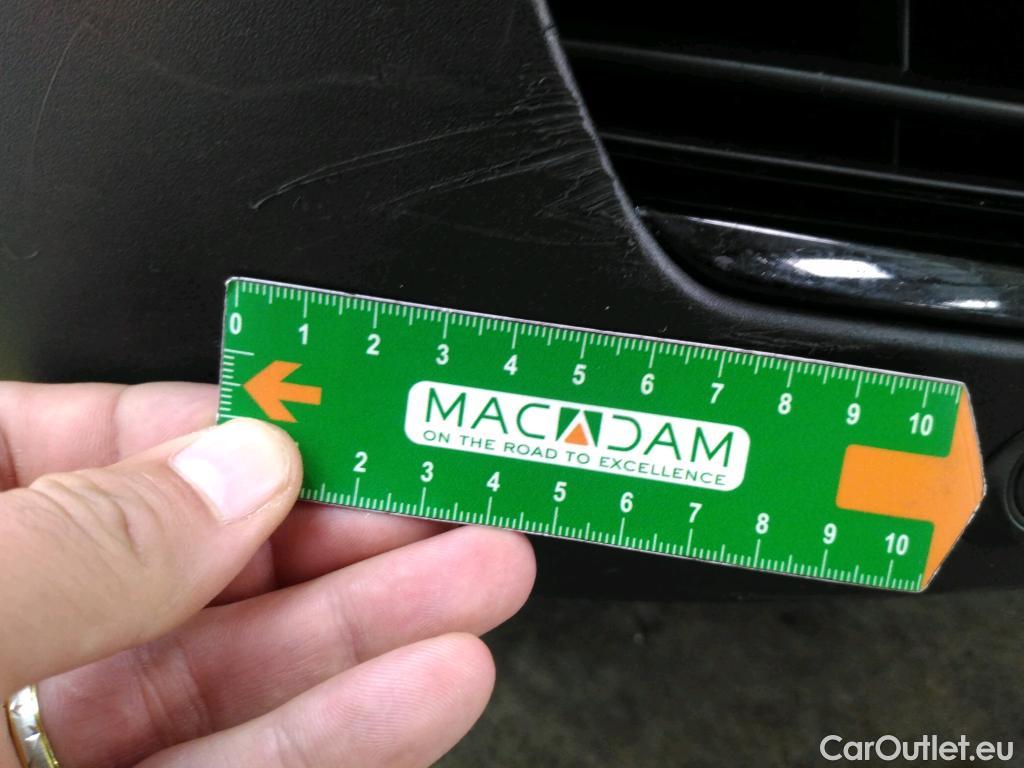 0 1 2 3 4 5 6 7 8 9 10
MACADAM
ON THE ROAD TO EXCELLENCE
2 3 4 5 6 7 8 9 10
CarOutlet.eu